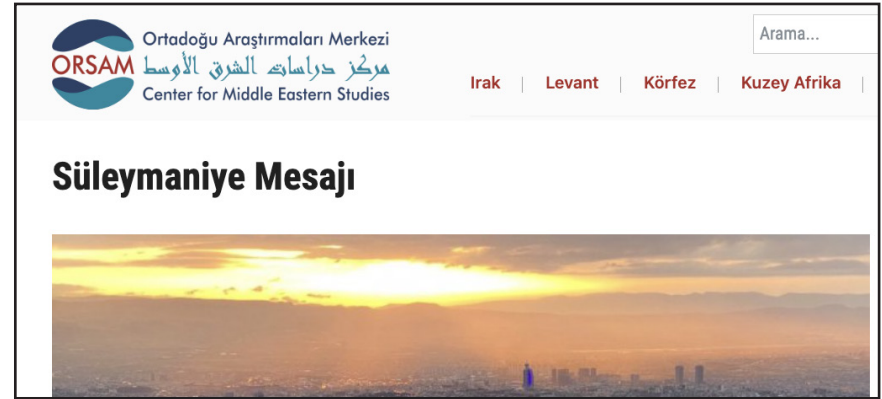 Ortadoğu Araştırmaları Merkezi
ORSAM
مركز دراسات الشرق الأوسط
Center for Middle Eastern Studies
Arama...
Irak | Levant | Körfez | Kuzey Afrika |
Süleymaniye Mesajı